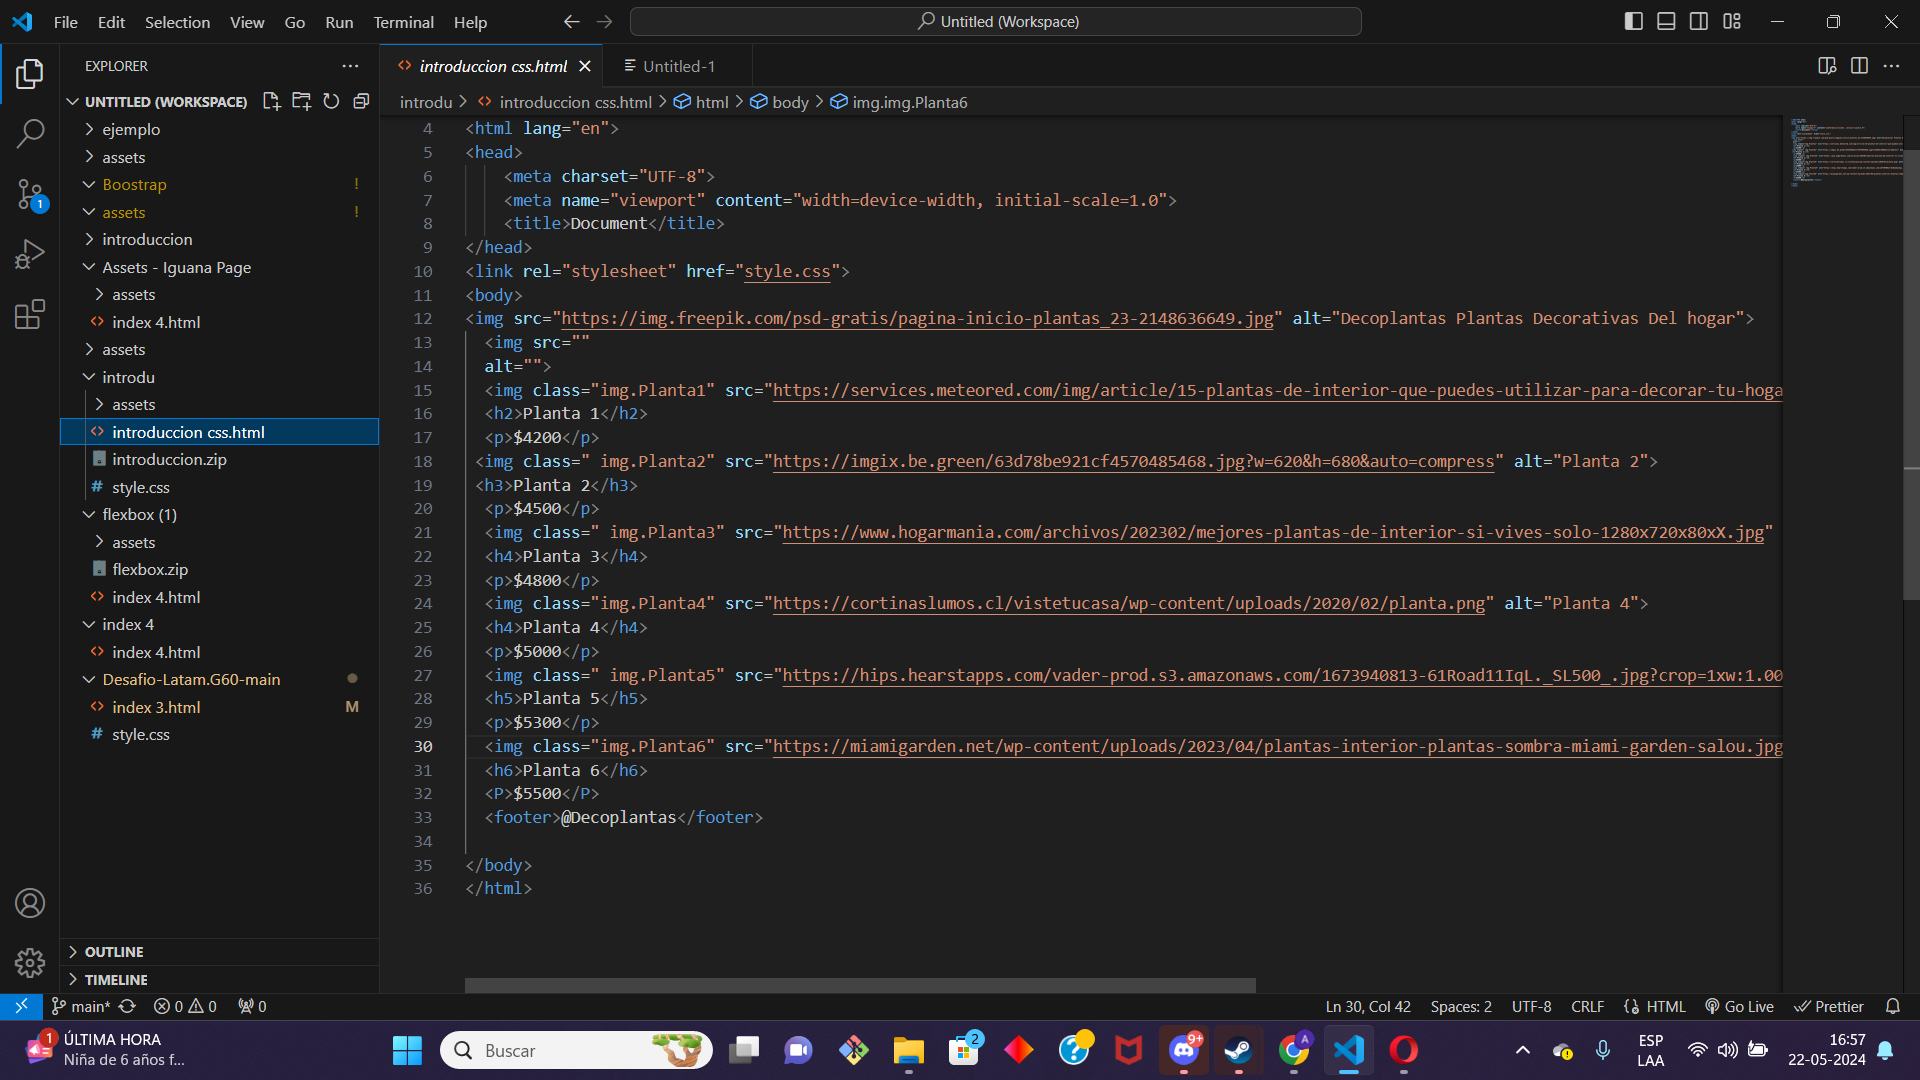 File Edit Selection View Go Run Terminal Help
Untitled (Workspace)
EXPLORER
introduccion css.html
Untitled-1
UNTITLED (WORKSPACE)
introdu > introduccion css.html > html > body > img.img.Planta6
ejemplo
assets
Boostrap !
assets !
introduccion
Assets - Iguana Page
assets
index 4.html
assets
introdu
assets
introduccion css.html
introduccion.zip
style.css
flexbox (1)
assets
flexbox.zip
index 4.html
index 4
index 4.html
Desafio-Latam.G60-main
index 3.html M
style.css
OUTLINE
TIMELINE
4 <html lang="en">
5 <head>
6 <meta charset="UTF-8">
7 <meta name="viewport" content="width=device-width, initial-scale=1.0">
8 <title>Document</title>
9 </head>
10 <link rel="stylesheet" href="style.css">
11 <body>
12 <img src="https://img.freepik.com/psd-gratis/pagina-inicio-plantas_23-2148636649.jpg" alt="Decoplantas Plantas Decorativas Del hogar">
13 <img src=""
14 alt="">
15 <img class="img.Planta1" src="https://services.meteored.com/img/article/15-plantas-de-interior-que-puedes-utilizar-para-decorar-tu-hoga
16 <h2>Planta 1</h2>
17 <p>$4200</p>
18 <img class=" img.Planta2" src="https://imgix.be.green/63d78be921cf4570485468.jpg?w=620&h=680&auto=compress" alt="Planta 2">
19 <h3>Planta 2</h3>
20 <p>$4500</p>
21 <img class=" img.Planta3" src="https://www.hogarmania.com/archivos/202302/mejores-plantas-de-interior-si-vives-solo-1280x720x80xX.jpg"
22 <h4>Planta 3</h4>
23 <p>$4800</p>
24 <img class="img.Planta4" src="https://cortinaslumos.cl/vistetucasa/wp-content/uploads/2020/02/planta.png" alt="Planta 4">
25 <h4>Planta 4</h4>
26 <p>$5000</p>
27 <img class=" img.Planta5" src="https://hips.hearstapps.com/vader-prod.s3.amazonaws.com/1673940813-61Road11IqL._SL500_.jpg?crop=1xw:1.00
28 <h5>Planta 5</h5>
29 <p>$5300</p>
30 <img class="img.Planta6" src="https://miamigarden.net/wp-content/uploads/2023/04/plantas-interior-plantas-sombra-miami-garden-salou.jpg
31 <h6>Planta 6</h6>
32 <P>$5500</P>
33 <footer>@Decoplantas</footer>
34
35 </body>
36 </html>
1
main* 0 0 0
Ln 30, Col 42 Spaces: 2 UTF-8 CRLF HTML Go Live Prettier
1 ÚLTIMA HORA
Niña de 6 años f...
Buscar
2
9+
A
ESP
LAA
16:57
22-05-2024